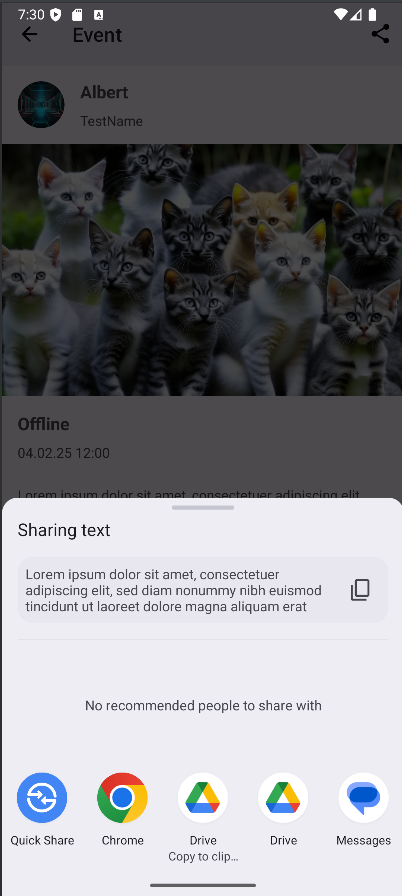 7:30
Event
Albert
TestName
Offline
04.02.25 12:00
Lorem ipsum dolor sit amet, consectetuer adipiscing elit,
Sharing text
Lorem ipsum dolor sit amet, consectetuer
adipiscing elit, sed diam nonummy nibh euismod
tincidunt ut laoreet dolore magna aliquam erat
No recommended people to share with
Quick Share
Chrome
Drive
Copy to clip...
Drive
Messages